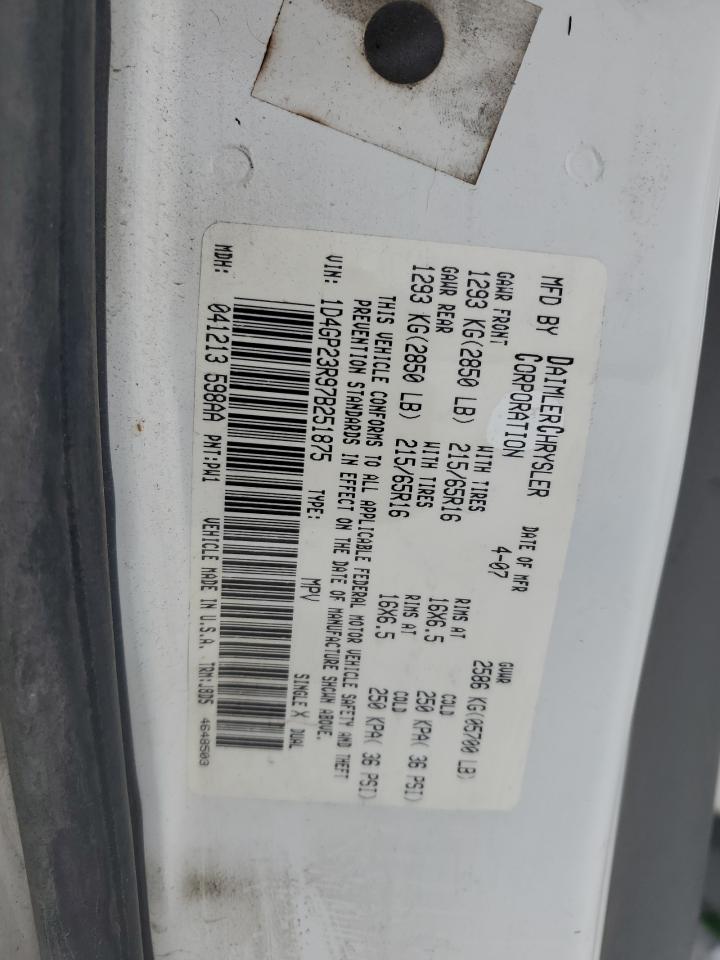 MFD BY DAIMLERCHRYSLER CORPORATION
DATE OF MFR 4-07
GVWR 2586 KG(05700 LB)
GAWR FRONT WITH TIRES RIMS AT COLD
1293 KG(2850 LB) 215/65R16 16X6.5 250 KPA( 36 PSI)
GAWR REAR WITH TIRES RIMS AT COLD
1293 KG(2850 LB) 215/65R16 16X6.5 250 KPA( 36 PSI)
THIS VEHICLE CONFORMS TO ALL APPLICABLE FEDERAL MOTOR VEHICLE SAFETY AND THEFT
PREVENTION STANDARDS IN EFFECT ON THE DATE OF MANUFACTURE SHOWN ABOVE.
VIN: 1D4GP23R97B251875 TYPE: MPV SINGLE X DUAL
MDH: 041213 598AA PNT:PW1 VEHICLE MADE IN U.S.A. TRM:J8D5 4648503